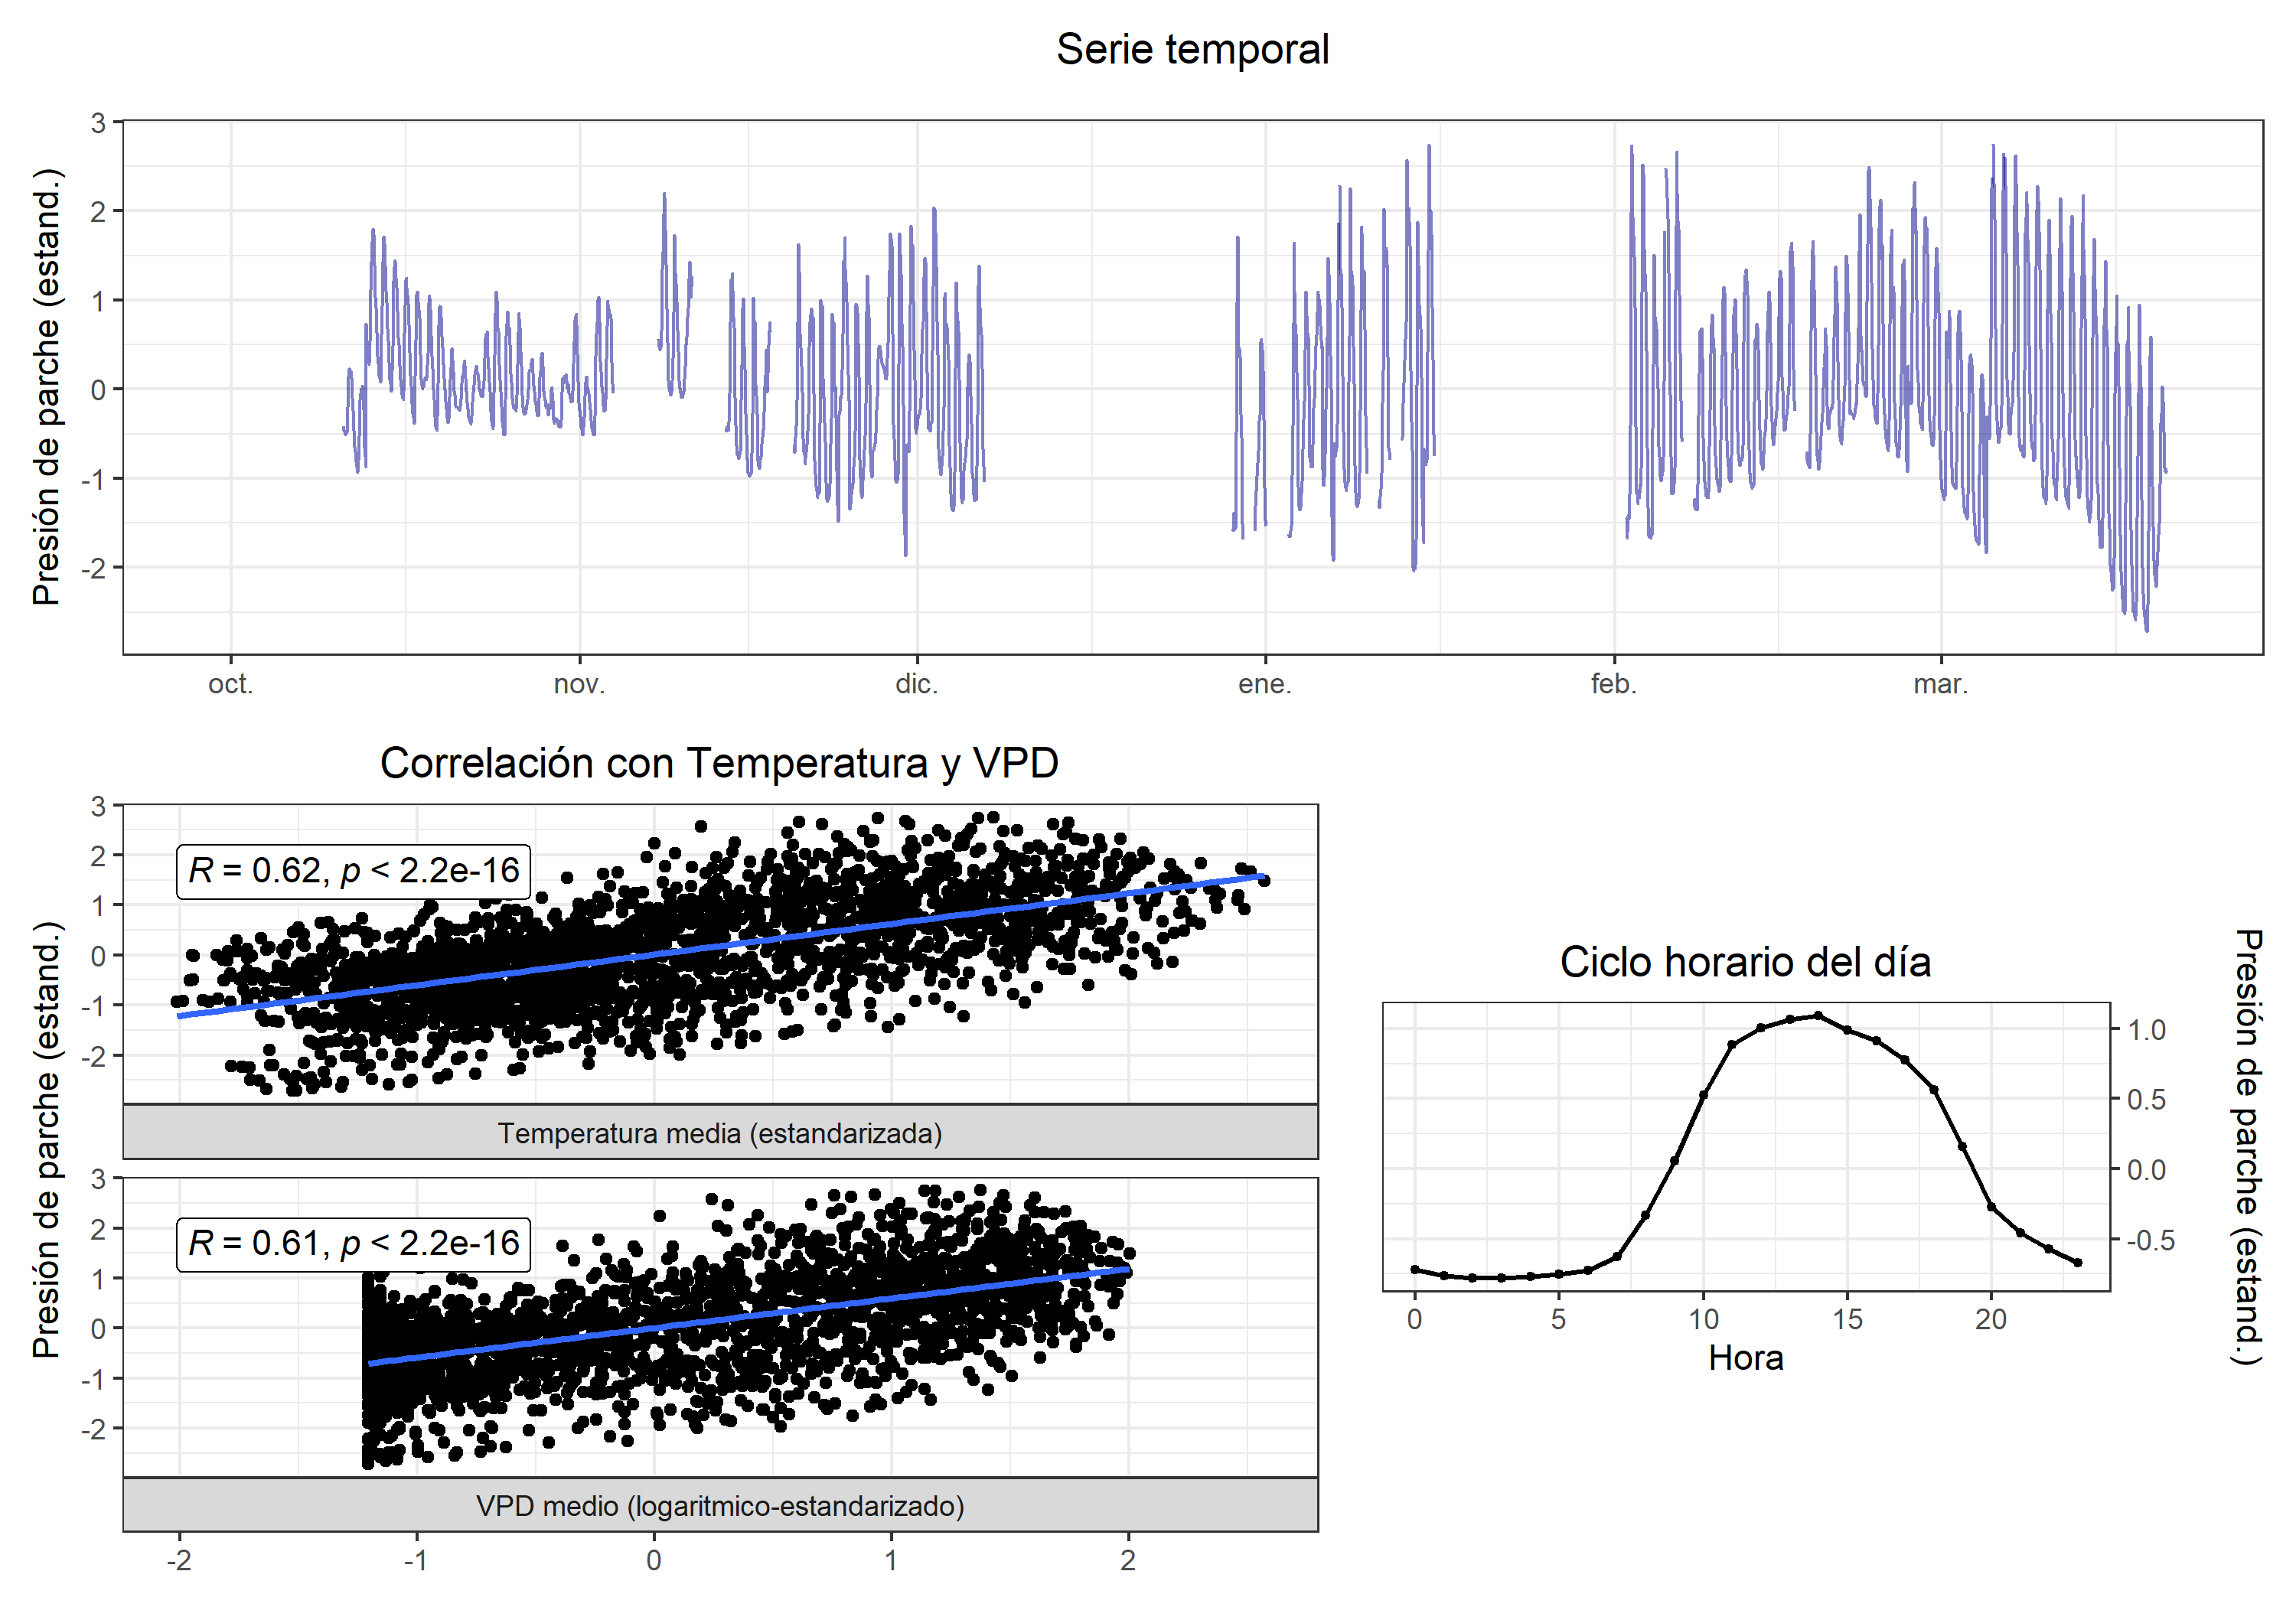 Serie temporal
Presión de parche (estand.)
3
2
1
0
-1
-2
oct.
nov.
dic.
ene.
feb.
mar.
Correlación con Temperatura y VPD
Presión de parche (estand.)
3
2
1
0
-1
-2
R = 0.62, p < 2.2e-16
Temperatura media (estandarizada)
3
2
1
0
-1
-2
R = 0.61, p < 2.2e-16
VPD medio (logaritmico-estandarizado)
-2
-1
0
1
2
Ciclo horario del día
1.0
0.5
0.0
-0.5
Presión de parche (estand.)
0
5
10
15
20
Hora